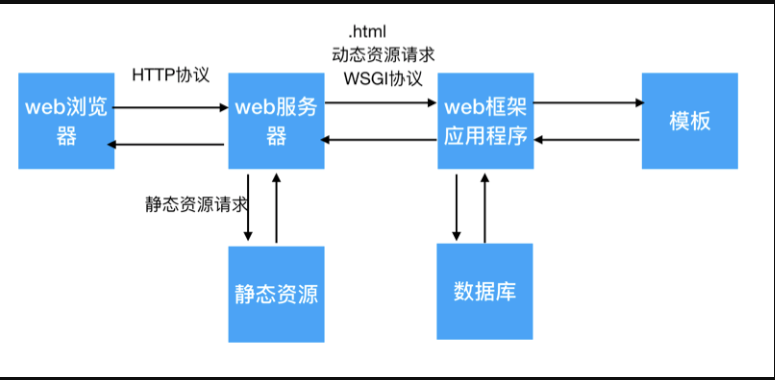 .html
动态资源请求
WSGI协议
HTTP协议
web浏览
器
web服务
器
web框架
应用程序
模板
静态资源请求
静态资源
数据库